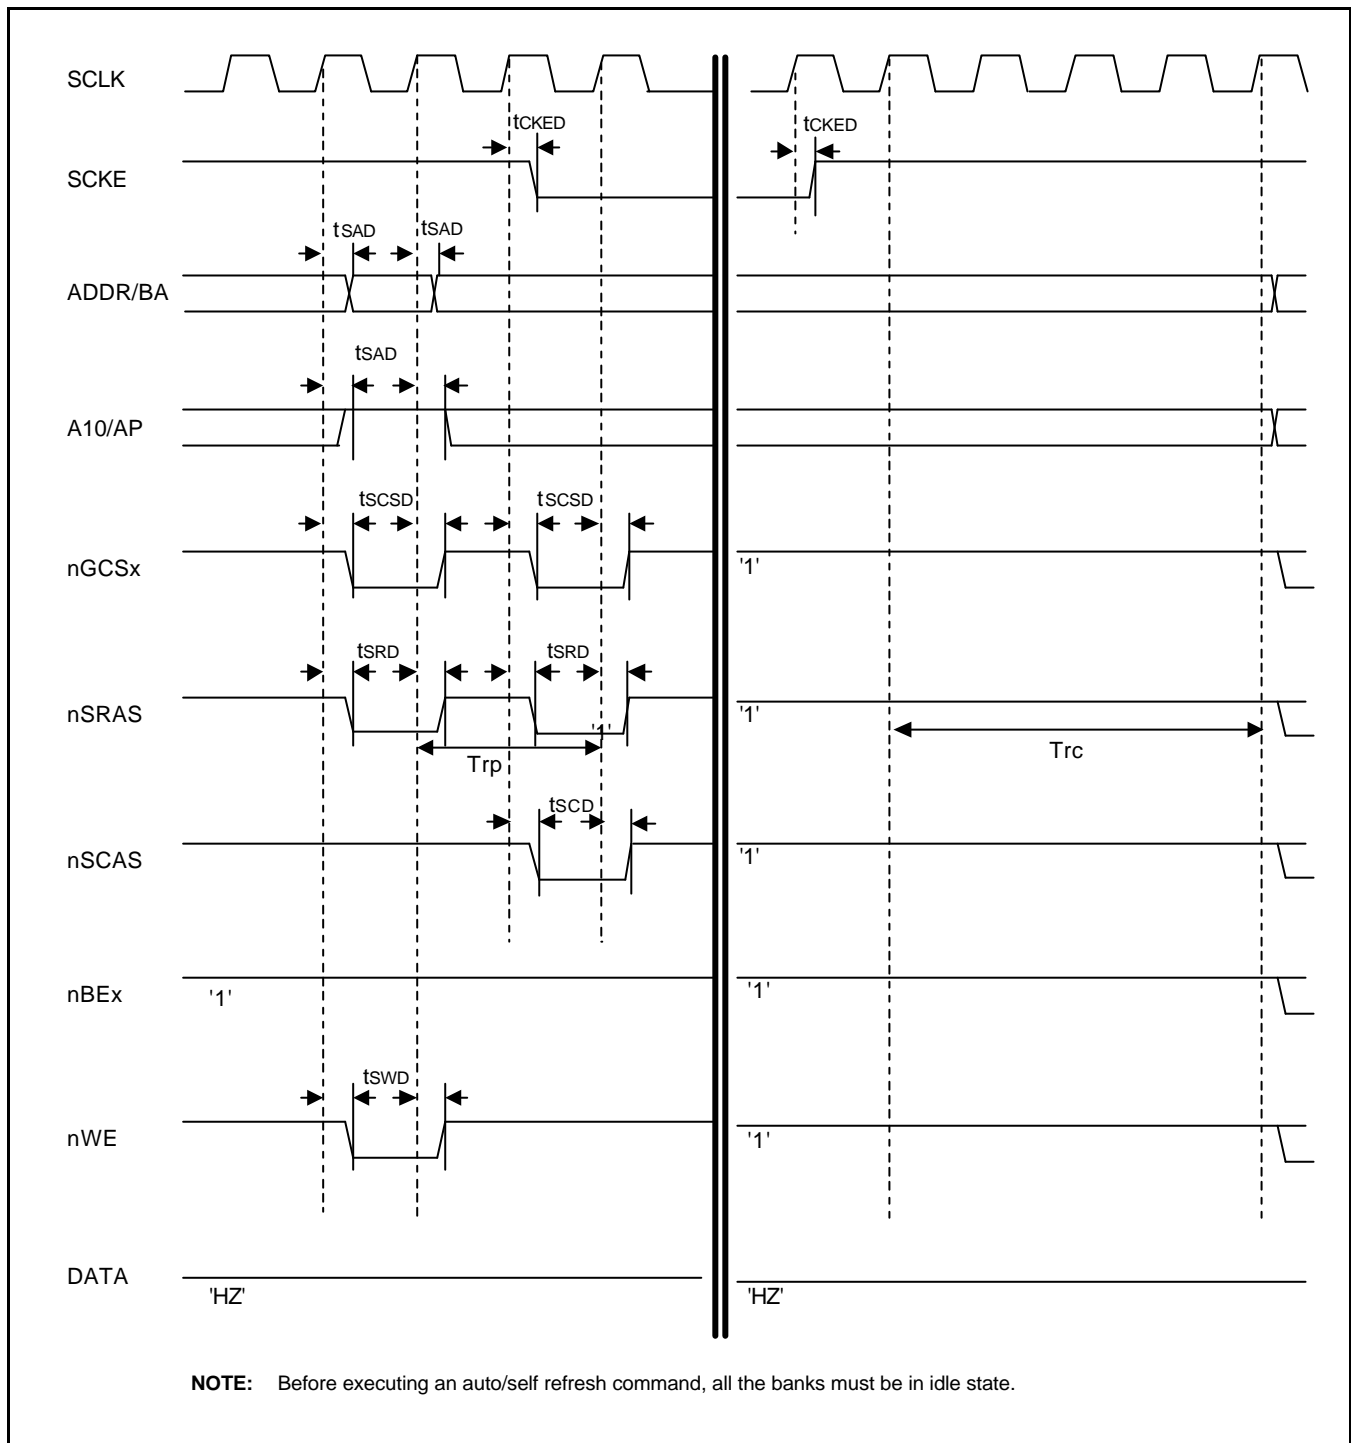 SCLK
tCKED
tCKED
SCKE
tSAD
tSAD
ADDR/BA
tSAD
A10/AP
tSCSD
tSCSD
nGCSx
'1'
tSRD
tSRD
nSRAS
'1'
'1'
Trp
Trc
tSCD
nSCAS
'1'
nBEx
'1'
'1'
tSWD
nWE
'1'
DATA
'HZ'
'HZ'
NOTE: Before executing an auto/self refresh command, all the banks must be in idle state.